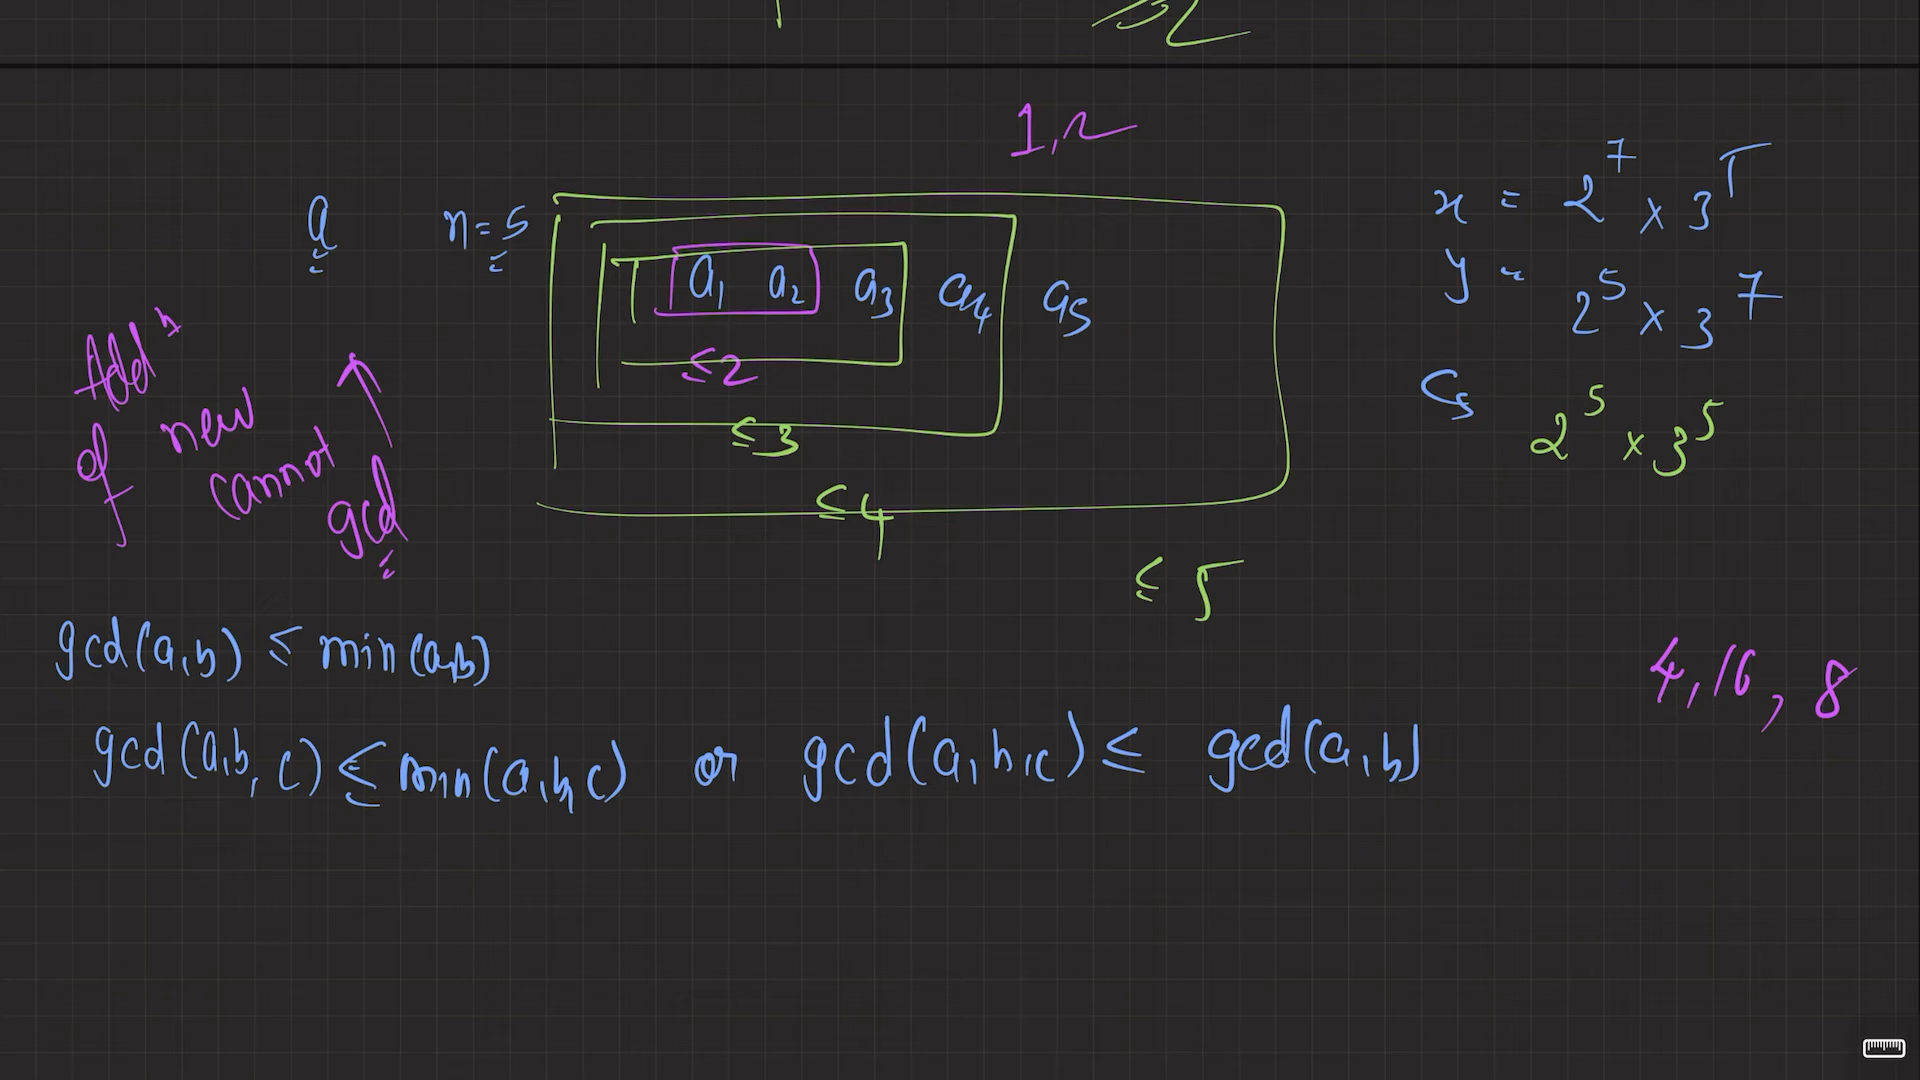 1,2
a n=5
a1 a2 a3 a4 a5
≤2
≤3
≤4
≤5
x = 2^7 × 3^5
y = 2^5 × 3^7
2^5 × 3^5
Addn
of new
cannot ↑
gcd
gcd(a,b) ≤ min(a,b)
4, 16, 8
gcd(a,b,c) ≤ min(a,b,c) or gcd(a,b,c) ≤ gcd(a,b)